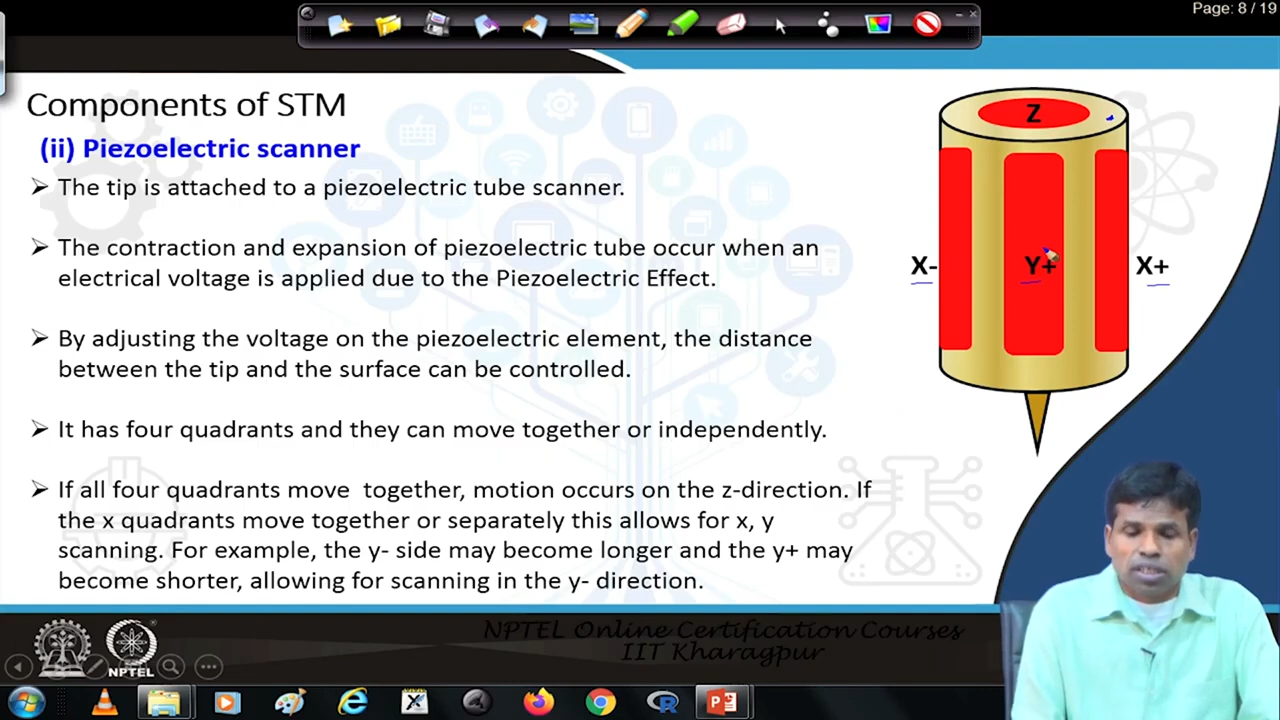 Page: 8 / 19
Components of STM
(ii) Piezoelectric scanner
The tip is attached to a piezoelectric tube scanner.
The contraction and expansion of piezoelectric tube occur when an
electrical voltage is applied due to the Piezoelectric Effect.
By adjusting the voltage on the piezoelectric element, the distance
between the tip and the surface can be controlled.
It has four quadrants and they can move together or independently.
If all four quadrants move  together, motion occurs on the z-direction. If
the x quadrants move together or separately this allows for x, y
scanning. For example, the y- side may become longer and the y+ may
become shorter, allowing for scanning in the y- direction.
Z
X-
Y+
X+
NPTEL Online Certification Courses
IIT Kharagpur
NPTEL